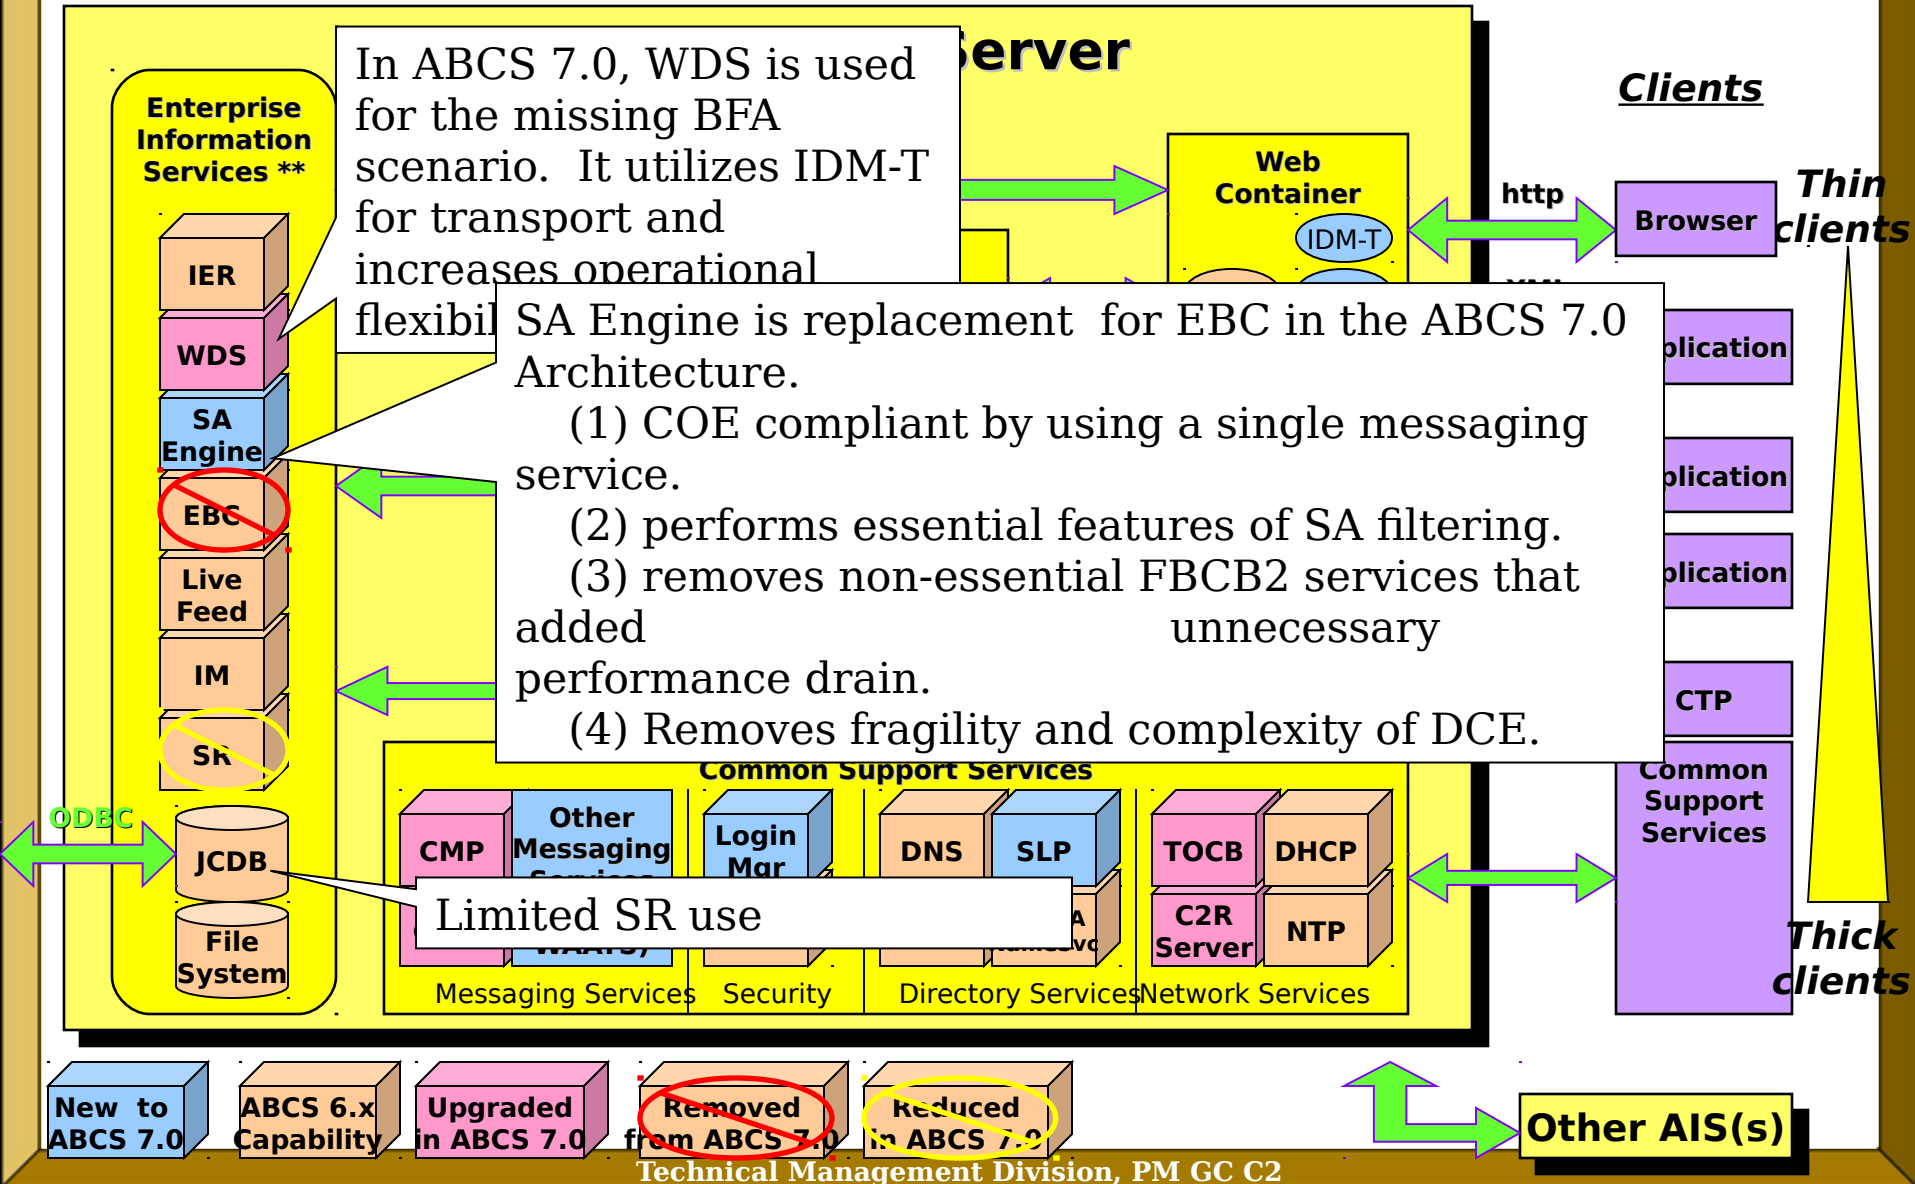 Server
In ABCS 7.0, WDS is used
for the missing BFA
scenario.  It utilizes IDM-T
for transport and
increases operational
flexibil
Enterprise
Information
Services **
IER
WDS
SA
Engine
EBC
Live
Feed
IM
SR
ODBC
JCDB
File
System
SA Engine is replacement  for EBC in the ABCS 7.0
Architecture.
(1) COE compliant by using a single messaging
service.
(2) performs essential features of SA filtering.
(3) removes non-essential FBCB2 services that
added unnecessary
performance drain.
(4) Removes fragility and complexity of DCE.
Web
Container
IDM-T
http
Clients
Browser
Thin
clients
plication
plication
plication
CTP
Common
Support
Services
Thick
clients
Common Support Services
CMP
Other
Messaging
Services
Login
Mgr
DNS
SLP
TOCB
DHCP
C2R
Server
NTP
Limited SR use
Messaging Services
Security
Directory Services
Network Services
New  to
ABCS 7.0
ABCS 6.x
Capability
Upgraded
in ABCS 7.0
Removed
from ABCS 7.0
Reduced
in ABCS 7.0
Other AIS(s)
Technical Management Division, PM GC C2